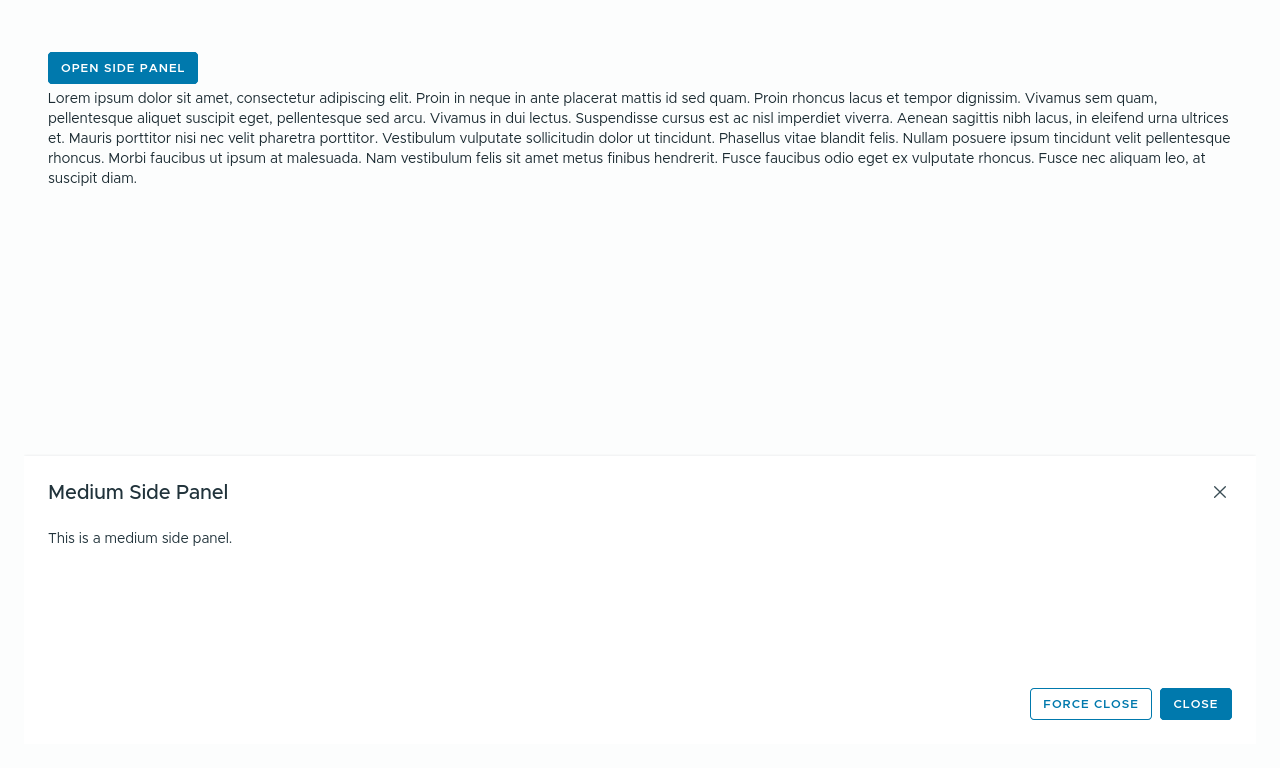 OPEN SIDE PANEL
Lorem ipsum dolor sit amet, consectetur adipiscing elit. Proin in neque in ante placerat mattis id sed quam. Proin rhoncus lacus et tempor dignissim. Vivamus sem quam,
pellentesque aliquet suscipit eget, pellentesque sed arcu. Vivamus in dui lectus. Suspendisse cursus est ac nisl imperdiet viverra. Aenean sagittis nibh lacus, in eleifend urna ultrices
et. Mauris porttitor nisi nec velit pharetra porttitor. Vestibulum vulputate sollicitudin dolor ut tincidunt. Phasellus vitae blandit felis. Nullam posuere ipsum tincidunt velit pellentesque
rhoncus. Morbi faucibus ut ipsum at malesuada. Nam vestibulum felis sit amet metus finibus hendrerit. Fusce faucibus odio eget ex vulputate rhoncus. Fusce nec aliquam leo, at
suscipit diam.
Medium Side Panel
This is a medium side panel.
FORCE CLOSE
CLOSE